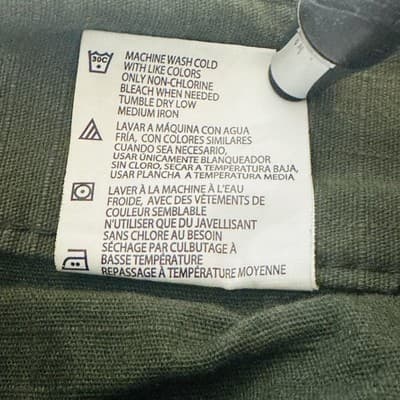 30C
MACHINE WASH COLD
WITH LIKE COLORS
ONLY NON-CHLORINE
BLEACH WHEN NEEDED
TUMBLE DRY LOW
MEDIUM IRON
LAVAR A MÁQUINA CON AGUA
FRÍA, CON COLORES SIMILARES
CUANDO SEA NECESARIO,
USAR ÚNICAMENTE BLANQUEADOR
SIN CLORO, SECAR A TEMPERATURA BAJA,
USAR PLANCHA A TEMPERATURA MEDIA
LAVER À LA MACHINE À L'EAU
FROIDE, AVEC DES VÊTEMENTS DE
COULEUR SEMBLABLE
N'UTILISER QUE DU JAVELLISANT
SANS CHLORE AU BESOIN
SÉCHAGE PAR CULBUTAGE À
BASSE TEMPÉRATURE
REPASSAGE À TEMPÉRATURE MOYENNE